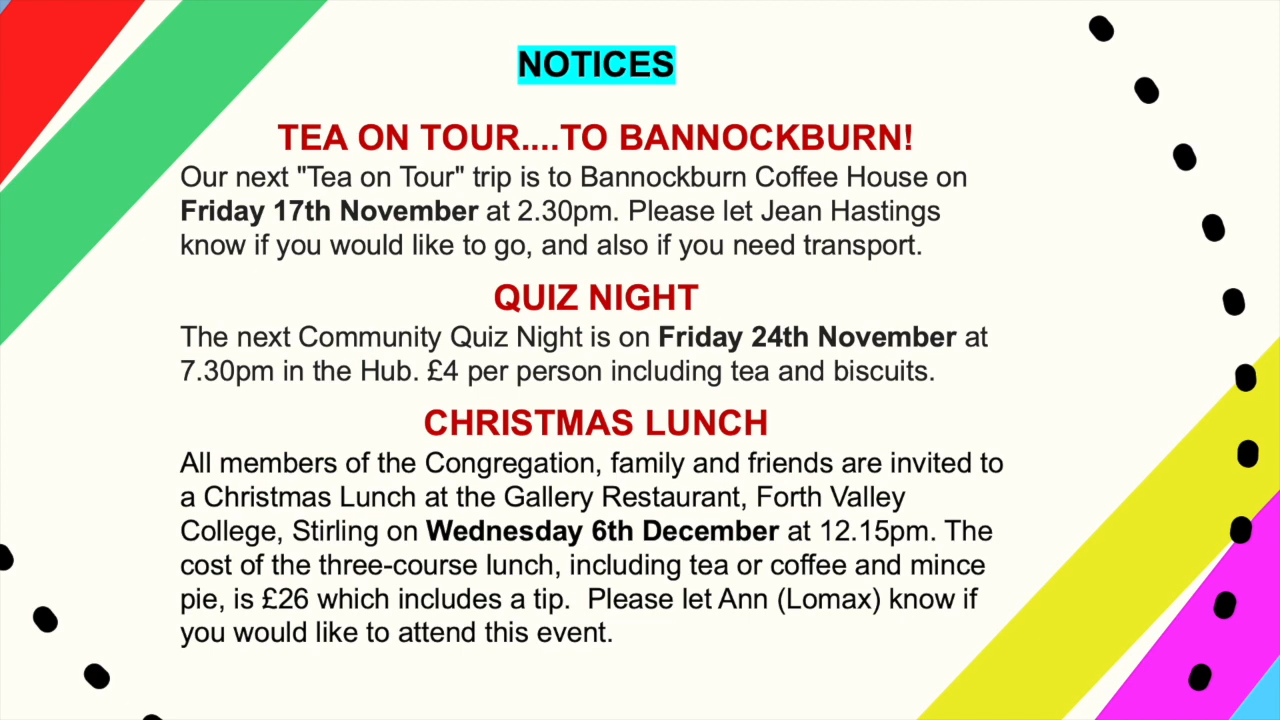 NOTICES
TEA ON TOUR....TO BANNOCKBURN!
Our next "Tea on Tour" trip is to Bannockburn Coffee House on
Friday 17th November at 2.30pm. Please let Jean Hastings
know if you would like to go, and also if you need transport.
QUIZ NIGHT
The next Community Quiz Night is on Friday 24th November at
7.30pm in the Hub. £4 per person including tea and biscuits.
CHRISTMAS LUNCH
All members of the Congregation, family and friends are invited to
a Christmas Lunch at the Gallery Restaurant, Forth Valley
College, Stirling on Wednesday 6th December at 12.15pm. The
cost of the three-course lunch, including tea or coffee and mince
pie, is £26 which includes a tip.  Please let Ann (Lomax) know if
you would like to attend this event.